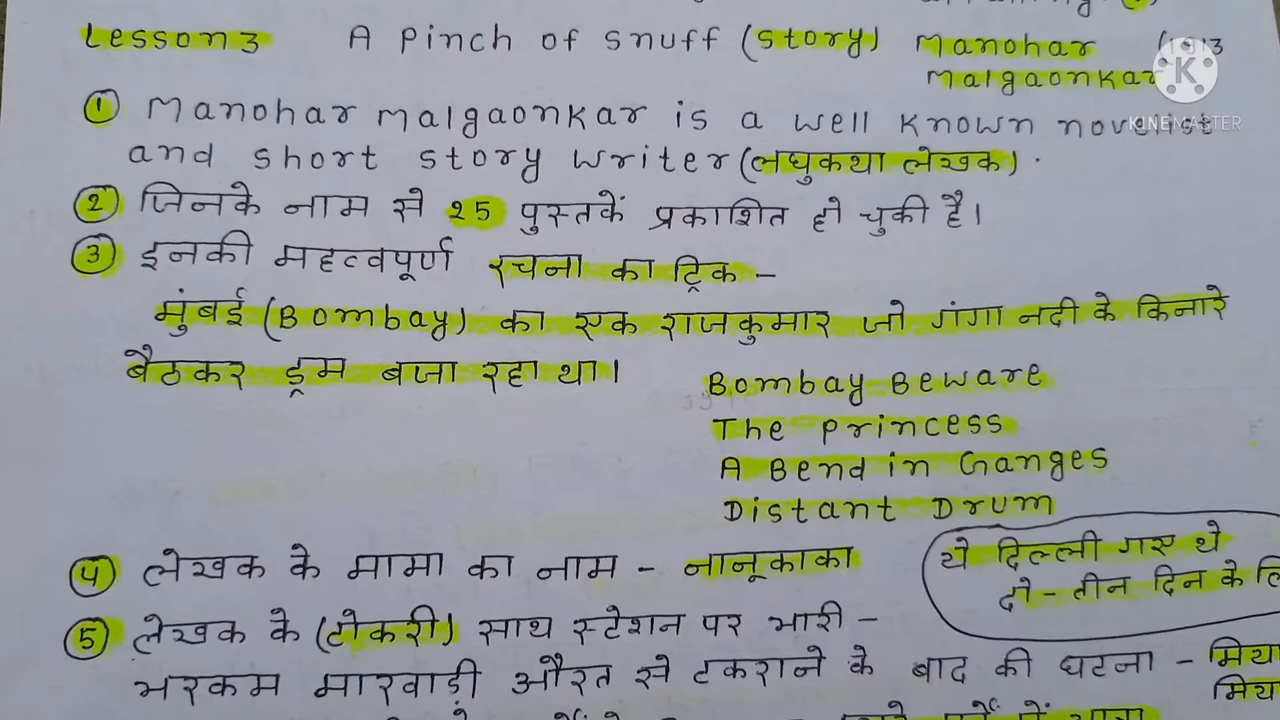 Lesson 3 A Pinch of snuff (story) Manohar
Malgaonkar
① Manohar Malgaonkar is a well known novelist
and short story writer (लघुकथा लेखक).
② जिनके नाम से 25 पुस्तकें प्रकाशित हो चुकी है।
③ इनकी महत्वपूर्ण रचना का ट्रिक -
मुंबई (Bombay) का एक राजकुमार जो गंगा नदी के किनारे
बैठकर ड्रम बजा रहा था।
Bombay Beware
The princess
A Bend in Ganges
Distant Drum
④ लेखक के मामा का नाम - नानूकाका
ये दिल्ली गए थे
दो-तीन दिन के
⑤ लेखक के (टोकरी) साथ स्टेशन पर भारी -
भरकम मारवाड़ी औरत से टकराने के बाद की घटना -
K
KINEMASTER